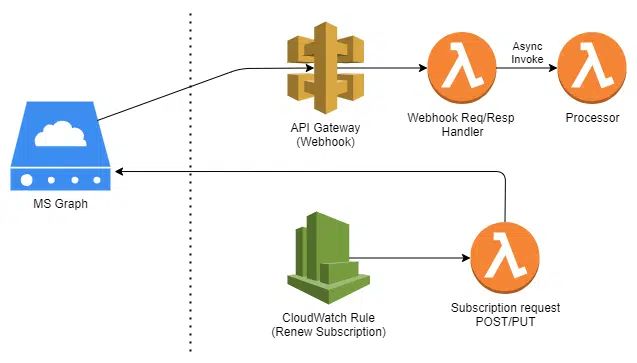 Async
Invoke
API Gateway
(Webhook)
Webhook Req/Resp
Handler
Processor
MS Graph
CloudWatch Rule
(Renew Subscription)
Subscription request
POST/PUT